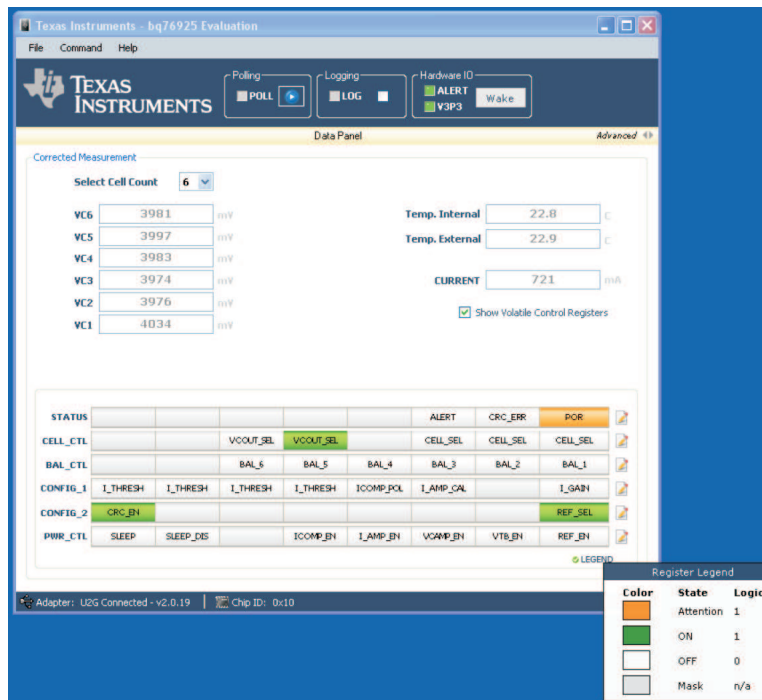 Texas Instruments - bq76925 Evaluation
File Command Help
TEXAS INSTRUMENTS
Polling
POLL
Logging
LOG
Hardware IO
ALERT
V3P3
Wake
Data Panel
Advanced
Corrected Measurement
Select Cell Count 6
VC6 3981 mV
VC5 3997 mV
VC4 3983 mV
VC3 3974 mV
VC2 3976 mV
VC1 4034 mV
Temp. Internal 22.8 C
Temp. External 22.9 C
CURRENT 721 mA
Show Volatile Control Registers
STATUS ALERT CRC_ERR POR
CELL_CTL VCOUT_SEL VCOUT_SEL CELL_SEL CELL_SEL CELL_SEL
BAL_CTL BAL_6 BAL_5 BAL_4 BAL_3 BAL_2 BAL_1
CONFIG_1 I_THRESH I_THRESH I_THRESH I_THRESH ICOMP_POL I_AMP_CAL I_GAIN
CONFIG_2 CRC_EN REF_SEL
PWR_CTL SLEEP SLEEP_DIS ICOMP_EN I_AMP_EN VCAMP_EN VTB_EN REF_EN
LEGEND
Adapter: U2G Connected - v2.0.19 Chip ID: 0x10
Register Legend
Color State Logic
Attention 1
ON 1
OFF 0
Mask n/a